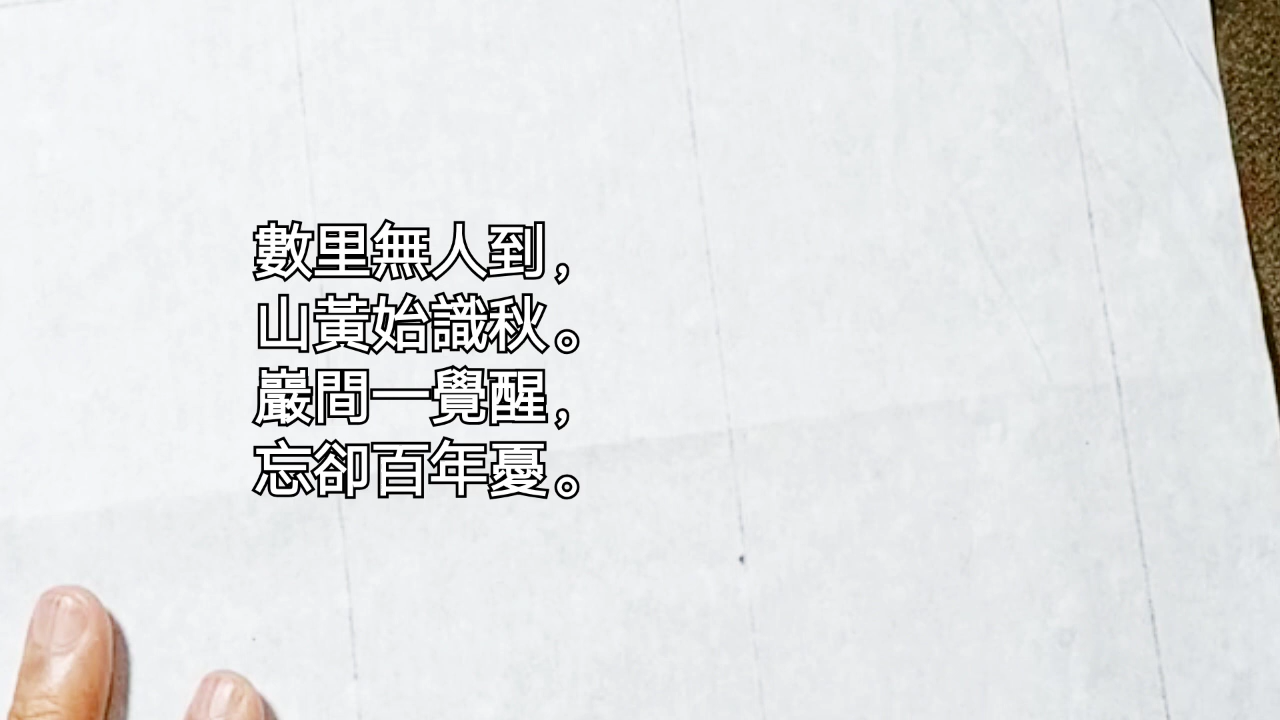 數里無人到，
山黃始識秋。
巖間一覺醒，
忘卻百年憂。